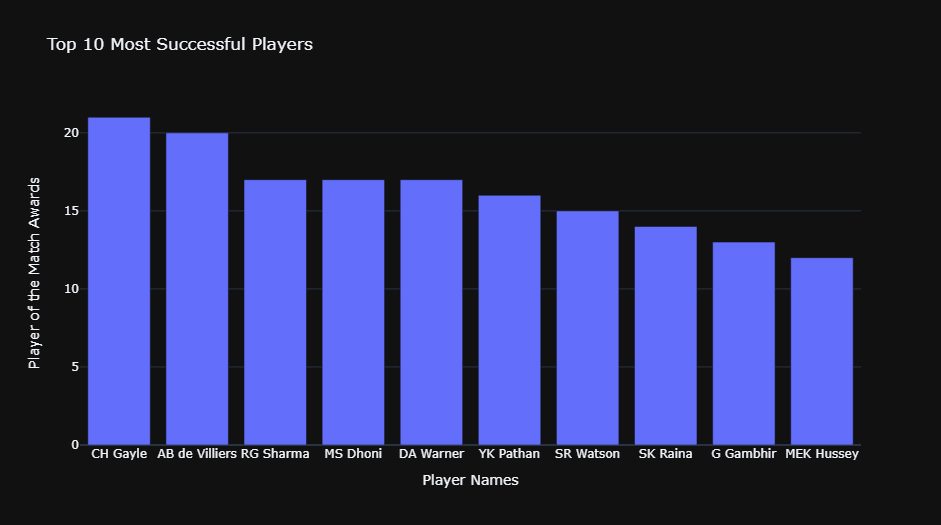 Top 10 Most Successful Players
Player of the Match Awards
20
15
10
5
0
CH Gayle AB de Villiers RG Sharma MS Dhoni DA Warner YK Pathan SR Watson SK Raina G Gambhir MEK Hussey
Player Names